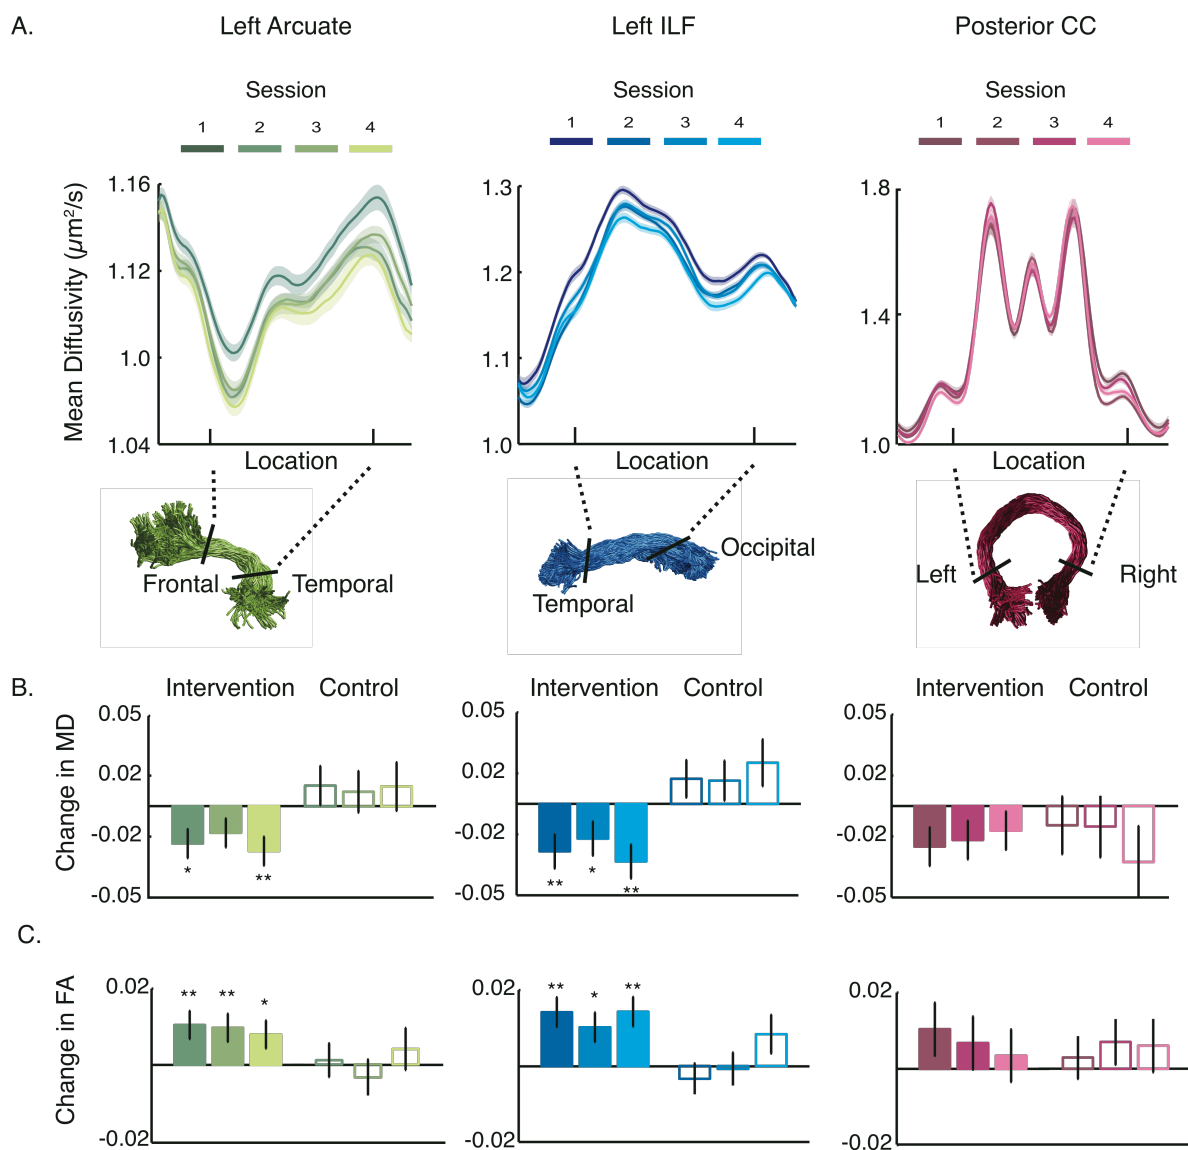 A. Left Arcuate Left ILF Posterior CC
Session Session Session
1 2 3 4 1 2 3 4 1 2 3 4
Mean Diffusivity (µm²/s)
1.16 1.12 1.0 1.04
1.3 1.2 1.1 1.0
1.8 1.4 1.0
Location Location Location
Frontal Temporal
Temporal Occipital
Left Right
B. Intervention Control Intervention Control Intervention Control
Change in MD
0.05 0.02 -0.02 -0.05
* **
0.05 0.02 -0.02 -0.05
** * **
0.05 0.02 -0.02 -0.05
C.
Change in FA
0.02 -0.02
** ** *
0.02 -0.02
** * **
0.02 -0.02